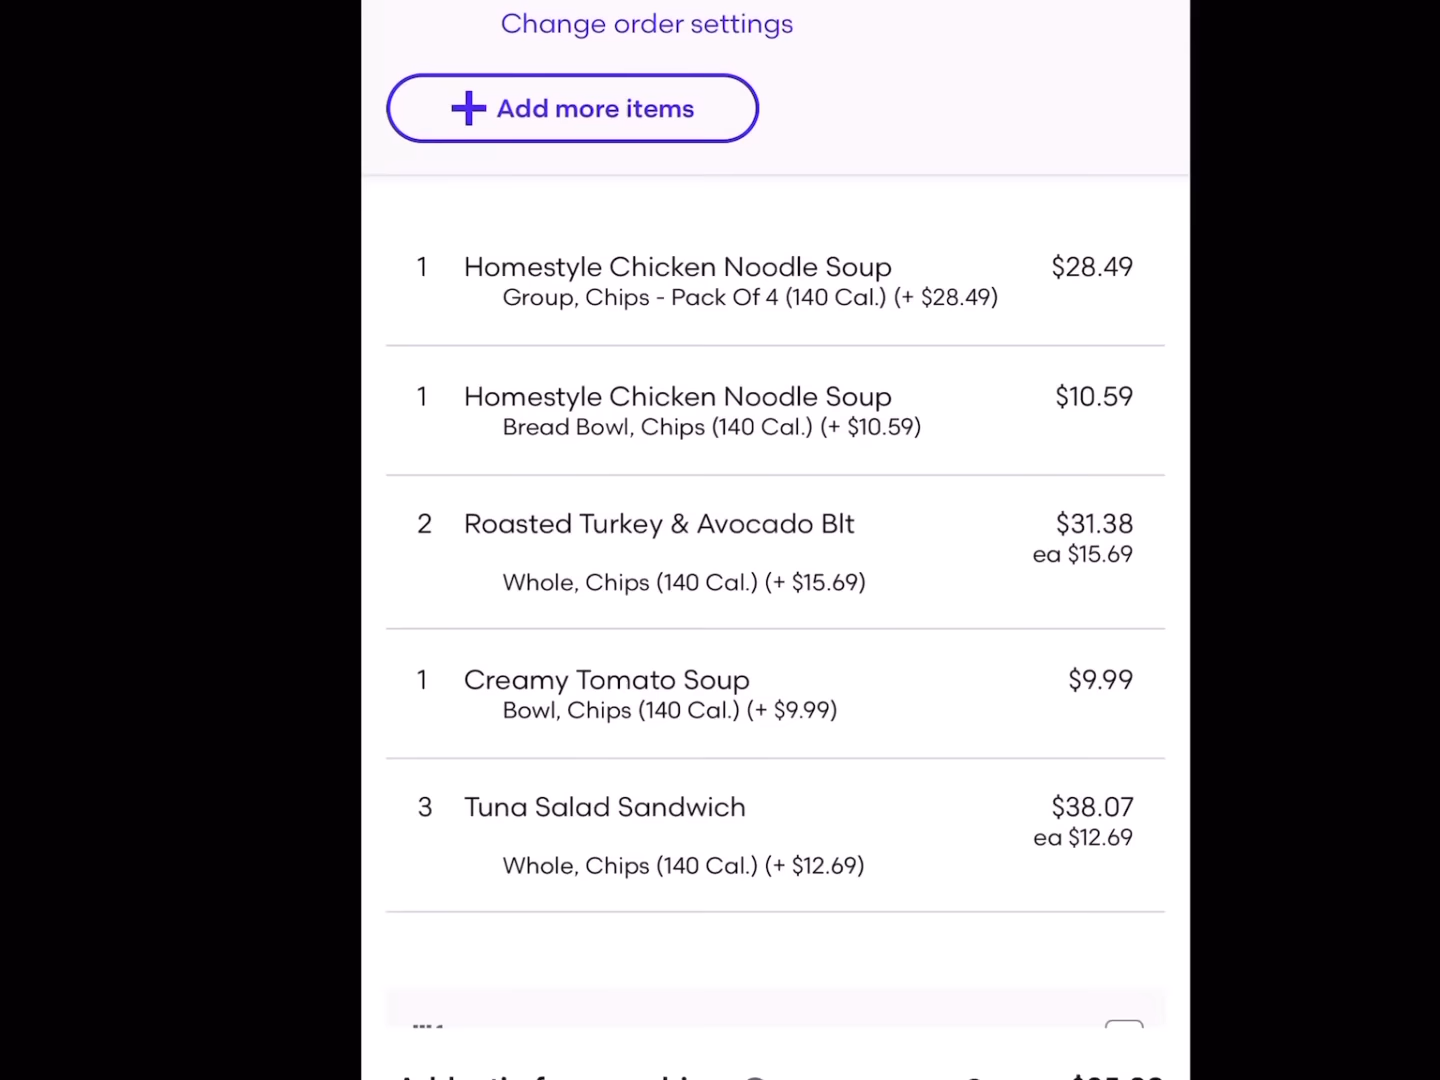 Change order settings
Add more items
1 Homestyle Chicken Noodle Soup $28.49
Group, Chips - Pack Of 4 (140 Cal.) (+ $28.49)
1 Homestyle Chicken Noodle Soup $10.59
Bread Bowl, Chips (140 Cal.) (+ $10.59)
2 Roasted Turkey & Avocado Blt $31.38
ea $15.69
Whole, Chips (140 Cal.) (+ $15.69)
1 Creamy Tomato Soup $9.99
Bowl, Chips (140 Cal.) (+ $9.99)
3 Tuna Salad Sandwich $38.07
ea $12.69
Whole, Chips (140 Cal.) (+ $12.69)